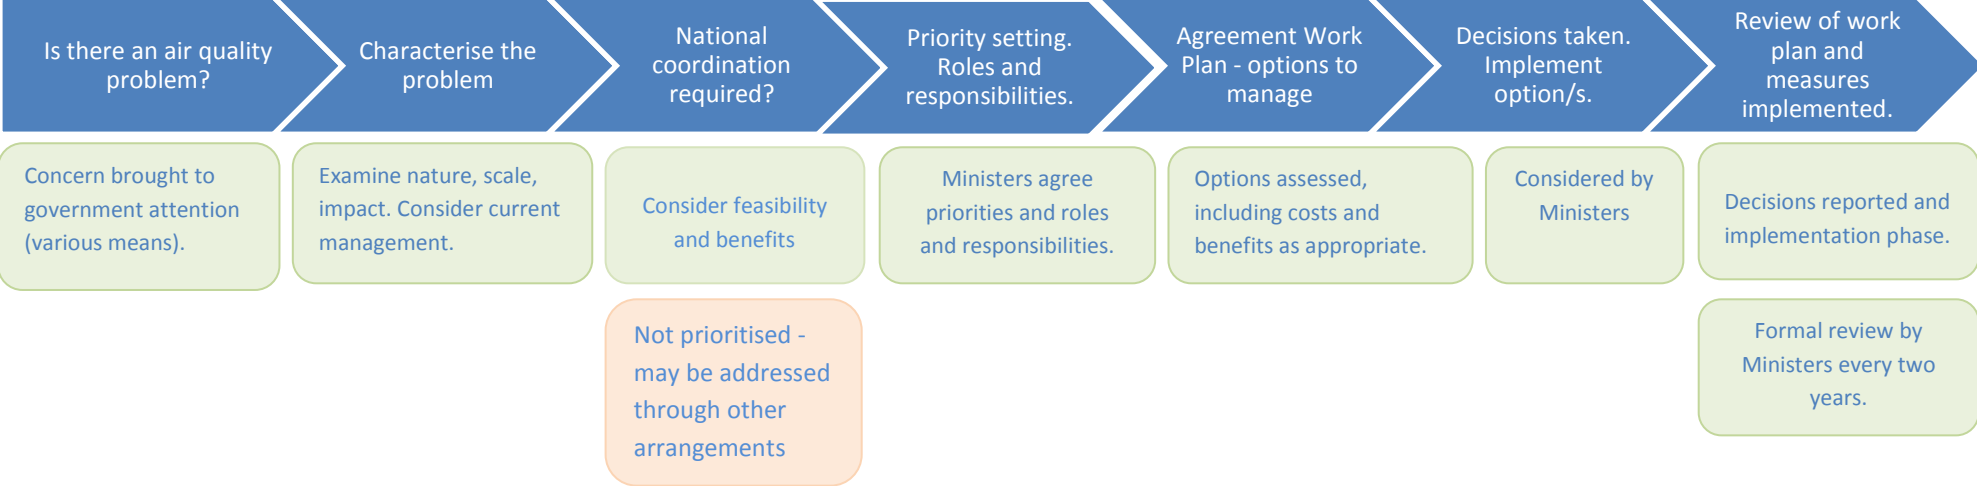 Is there an air quality
problem?
Characterise the
problem
National
coordination
required?
Priority setting.
Roles and
responsibilities.
Agreement Work
Plan - options to
manage
Decisions taken.
Implement
option/s.
Review of work
plan and
measures
implemented.
Concern brought to
government attention
(various means).
Examine nature, scale,
impact. Consider current
management.
Consider feasibility
and benefits
Ministers agree
priorities and roles
and responsibilities.
Options assessed,
including costs and
benefits as appropriate.
Considered by
Ministers
Decisions reported and
implementation phase.
Not prioritised -
may be addressed
through other
arrangements
Formal review by
Ministers every two
years.